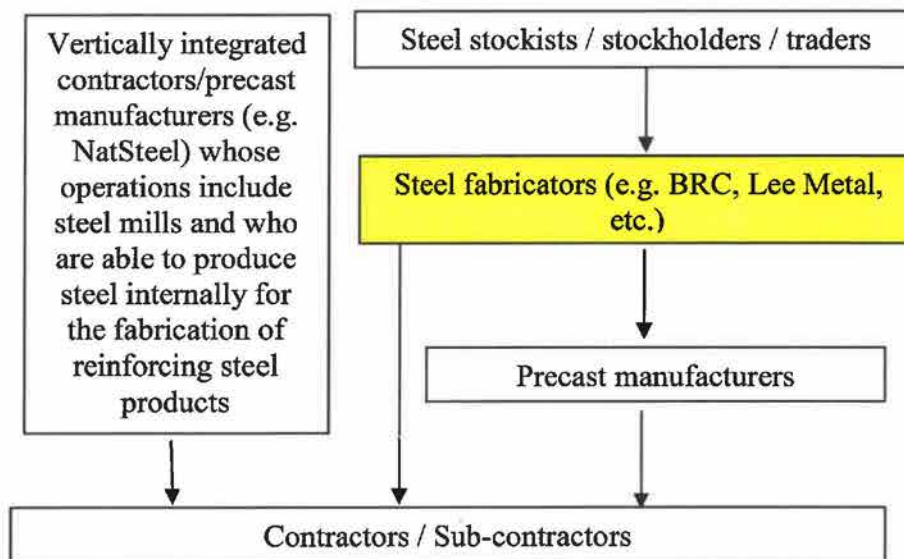 Vertically integrated
contractors/precast
manufacturers (e.g.
NatSteel) whose
operations include
steel mills and who
are able to produce
steel internally for
the fabrication of
reinforcing steel
products
Steel stockists / stockholders / traders
Steel fabricators (e.g. BRC, Lee Metal,
etc.)
Precast manufacturers
Contractors / Sub-contractors